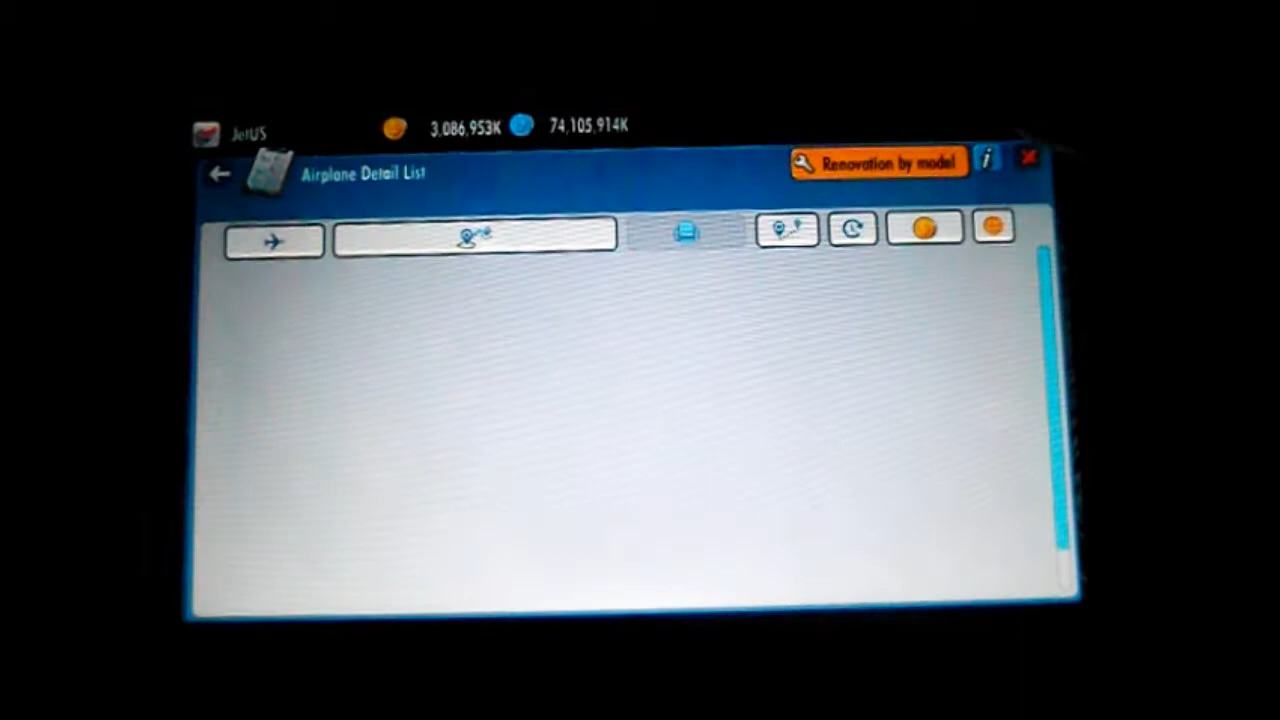 JetUS
3,086,953K
74,105,914K
Airplane Detail List
Renovation by model
i